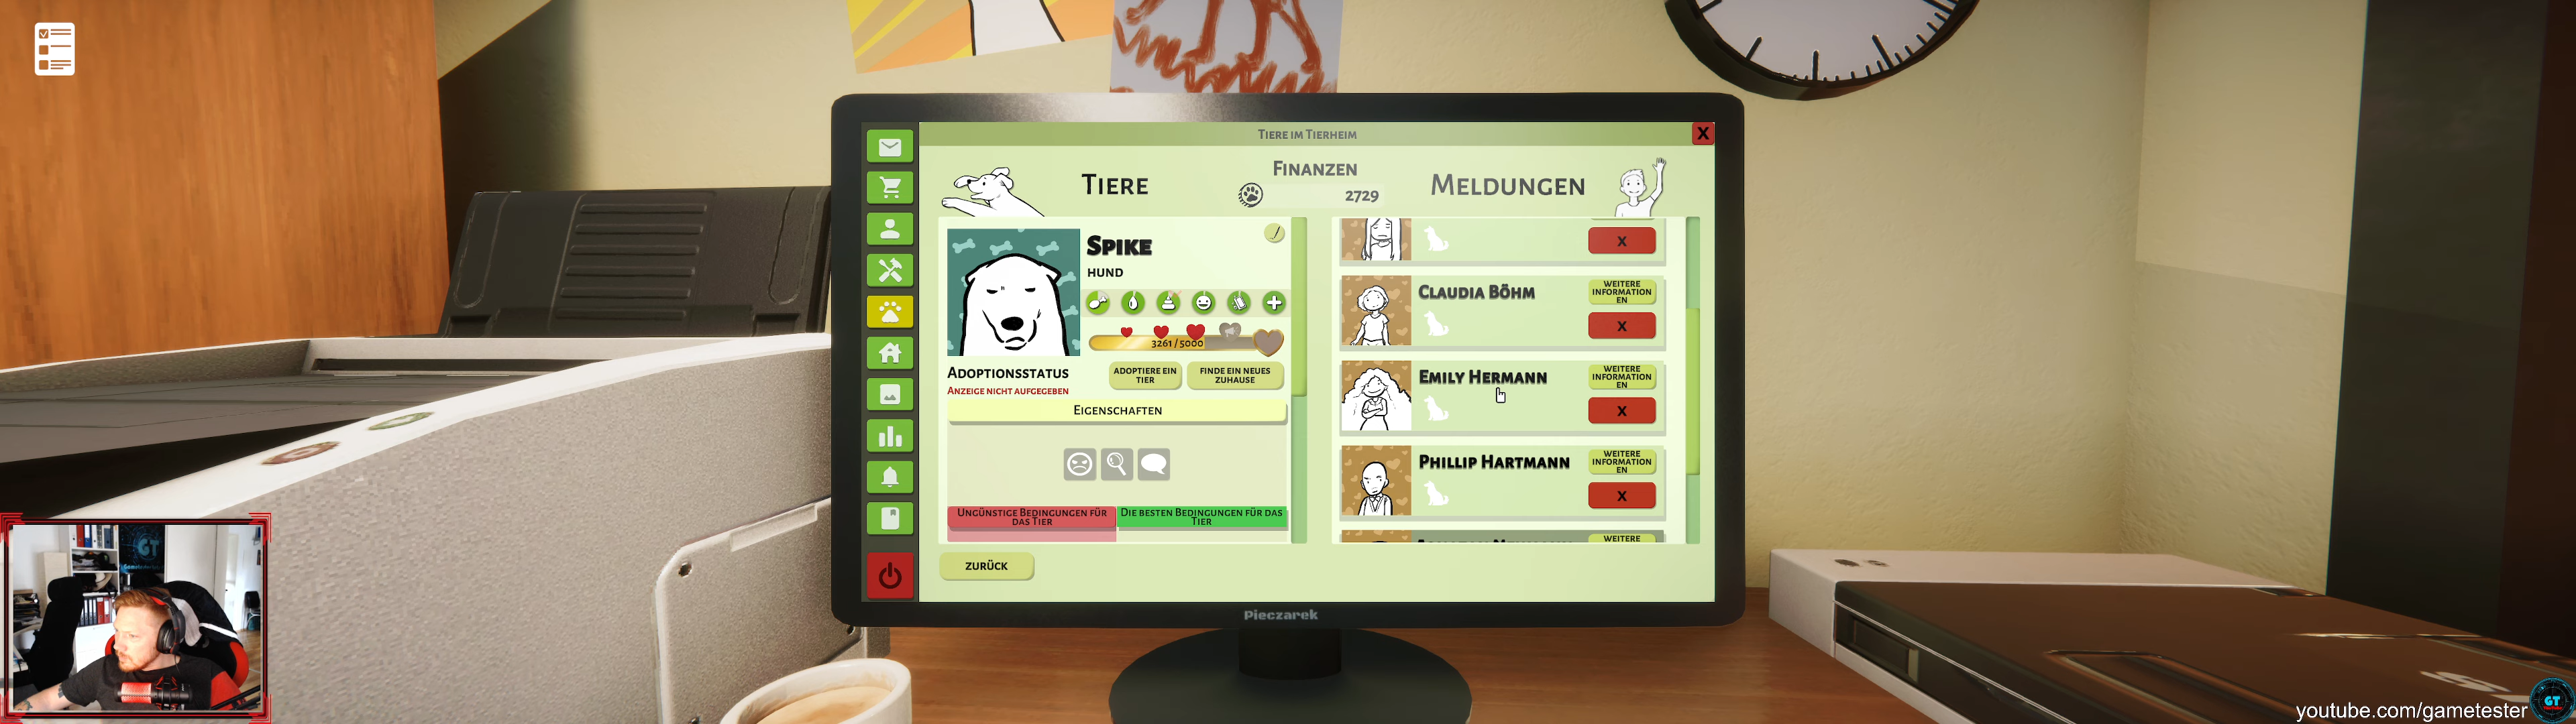 Tiere im Tierheim
X
Tiere
Finanzen
2729
Meldungen
Spike
Hund
3261 / 5000
Adoptionsstatus
Anzeige nicht aufgegeben
Adoptiere ein
Tier
Finde ein neues
Zuhause
Eigenschaften
Ungünstige Bedingungen für
das Tier
Die besten Bedingungen für das
Tier
X
Claudia Böhm
Weitere
Information
en
X
Emily Hermann
Weitere
Information
en
X
Phillip Hartmann
Weitere
Information
en
X
Weitere
Zurück
Pieczarek
GT
youtube.com/gametester
GT